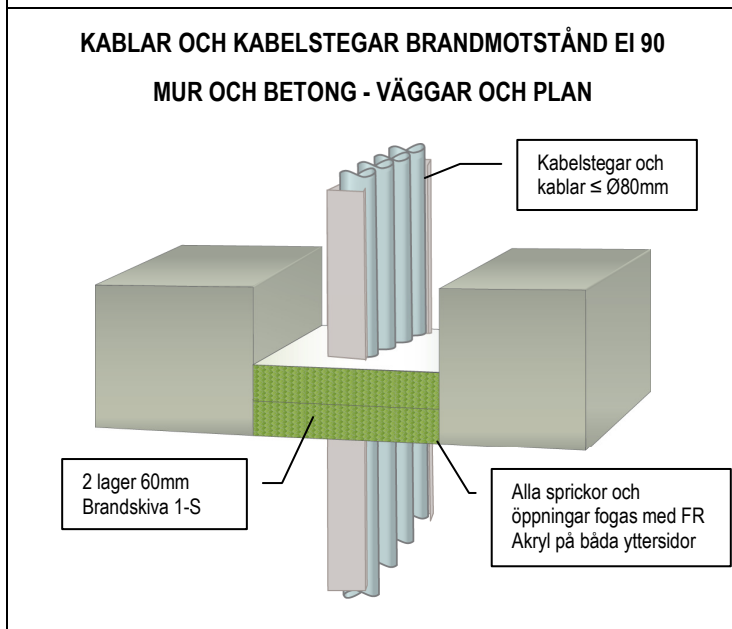 KABLAR OCH KABELSTEGAR BRANDMOTSTÅND EI 90
MUR OCH BETONG - VÄGGAR OCH PLAN
Kabelstegar och
kablar ≤ Ø80mm
2 lager 60mm
Brandskiva 1-S
Alla sprickor och
öppningar fogas med FR
Akryl på båda yttersidor